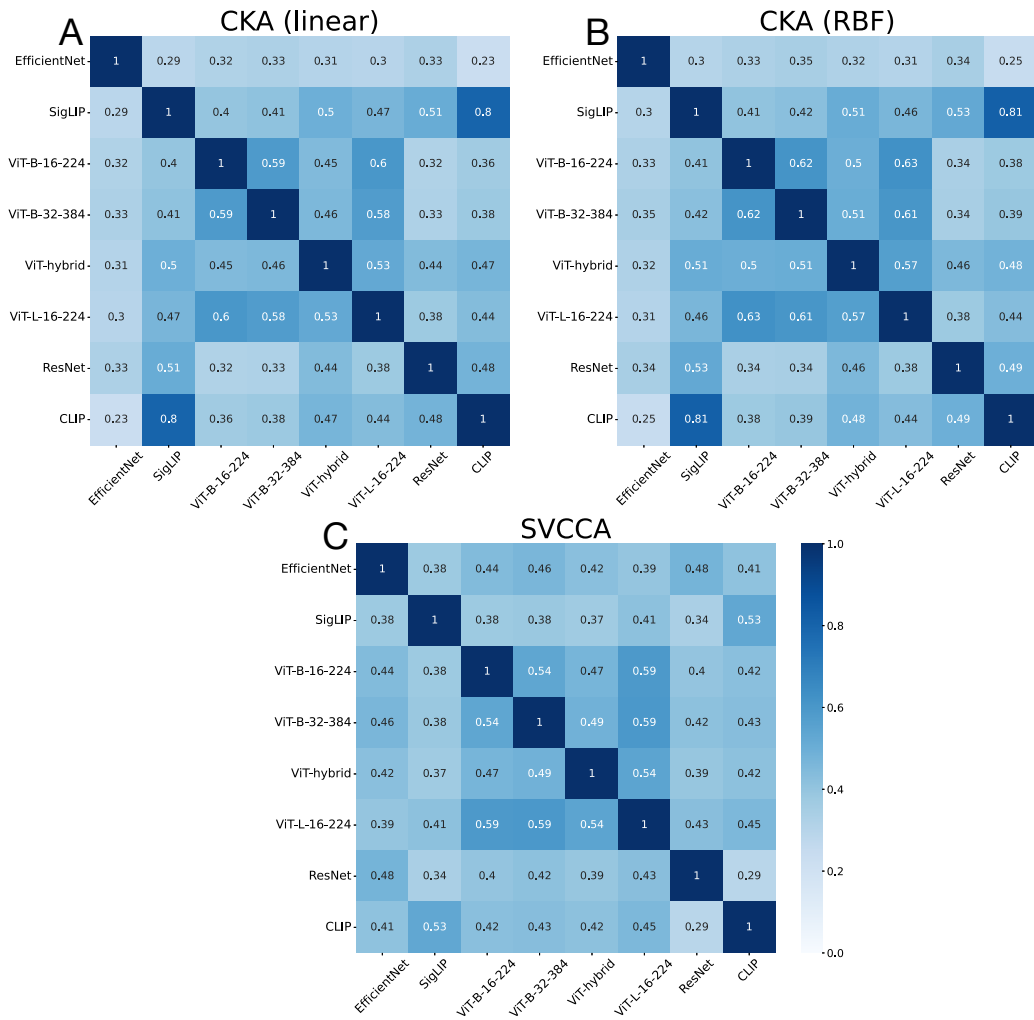 A
CKA (linear)
EfficientNet 1 0.29 0.32 0.33 0.31 0.3 0.33 0.23
SigLIP 0.29 1 0.4 0.41 0.5 0.47 0.51 0.8
ViT-B-16-224 0.32 0.4 1 0.59 0.45 0.6 0.32 0.36
ViT-B-32-384 0.33 0.41 0.59 1 0.46 0.58 0.33 0.38
ViT-hybrid 0.31 0.5 0.45 0.46 1 0.53 0.44 0.47
ViT-L-16-224 0.3 0.47 0.6 0.58 0.53 1 0.38 0.44
ResNet 0.33 0.51 0.32 0.33 0.44 0.38 1 0.48
CLIP 0.23 0.8 0.36 0.38 0.47 0.44 0.48 1
EfficientNet SigLIP ViT-B-16-224 ViT-B-32-384 ViT-hybrid ViT-L-16-224 ResNet CLIP
B
CKA (RBF)
EfficientNet 1 0.3 0.33 0.35 0.32 0.31 0.34 0.25
SigLIP 0.3 1 0.41 0.42 0.51 0.46 0.53 0.81
ViT-B-16-224 0.33 0.41 1 0.62 0.5 0.63 0.34 0.38
ViT-B-32-384 0.35 0.42 0.62 1 0.51 0.61 0.34 0.39
ViT-hybrid 0.32 0.51 0.5 0.51 1 0.57 0.46 0.48
ViT-L-16-224 0.31 0.46 0.63 0.61 0.57 1 0.38 0.44
ResNet 0.34 0.53 0.34 0.34 0.46 0.38 1 0.49
CLIP 0.25 0.81 0.38 0.39 0.48 0.44 0.49 1
EfficientNet SigLIP ViT-B-16-224 ViT-B-32-384 ViT-hybrid ViT-L-16-224 ResNet CLIP
C
SVCCA
EfficientNet 1 0.38 0.44 0.46 0.42 0.39 0.48 0.41
SigLIP 0.38 1 0.38 0.38 0.37 0.41 0.34 0.53
ViT-B-16-224 0.44 0.38 1 0.54 0.47 0.59 0.4 0.42
ViT-B-32-384 0.46 0.38 0.54 1 0.49 0.59 0.42 0.43
ViT-hybrid 0.42 0.37 0.47 0.49 1 0.54 0.39 0.42
ViT-L-16-224 0.39 0.41 0.59 0.59 0.54 1 0.43 0.45
ResNet 0.48 0.34 0.4 0.42 0.39 0.43 1 0.29
CLIP 0.41 0.53 0.42 0.43 0.42 0.45 0.29 1
EfficientNet SigLIP ViT-B-16-224 ViT-B-32-384 ViT-hybrid ViT-L-16-224 ResNet CLIP
1.0
0.8
0.6
0.4
0.2
0.0